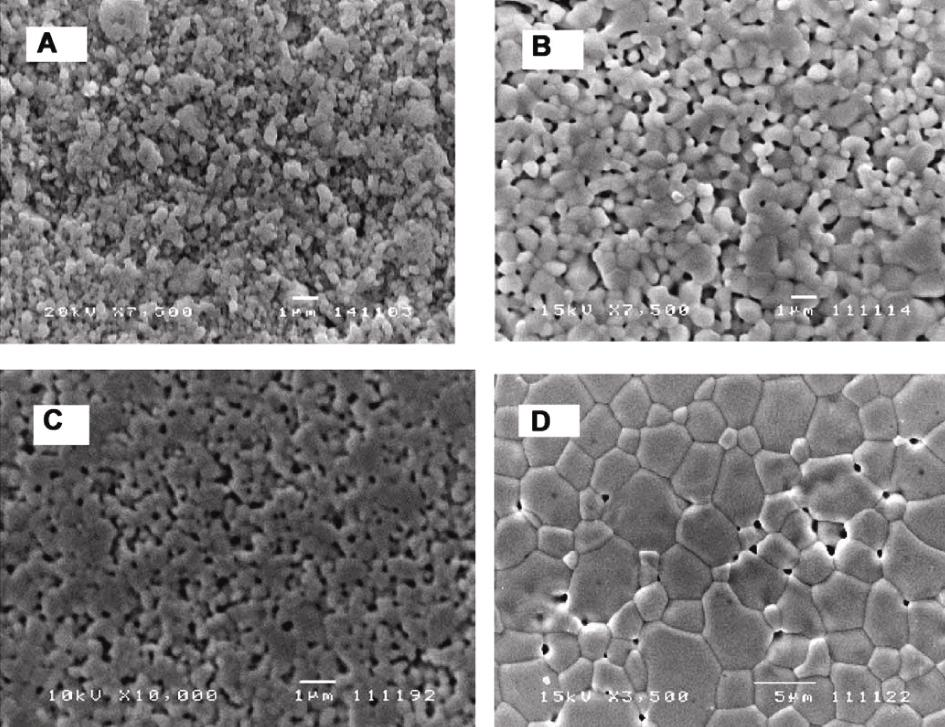 A
B
20kV X7,500 1µm 141103
15kV X7,500 1µm 111114
C
D
10kV X10,000 1µm 111192
15kV X3,500 5µm 111122